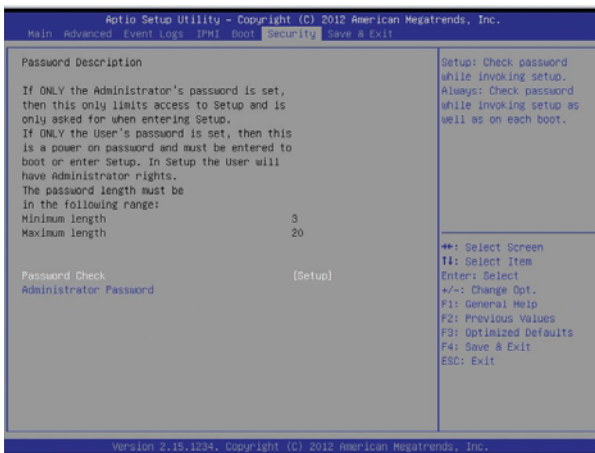 Aptio Setup Utility – Copyright (C) 2012 American Megatrends, Inc.
Main Advanced Event Logs IPMI Boot Security Save & Exit
Password Description
If ONLY the Administrator's password is set,
then this only limits access to Setup and is
only asked for when entering Setup.
If ONLY the User's password is set, then this
is a power on password and must be entered to
boot or enter Setup. In Setup the User will
have Administrator rights.
The password length must be
in the following range:
Minimum length 3
Maximum length 20
Password Check [Setup]
Administrator Password
Setup: Check password
while invoking setup.
Always: Check password
while invoking setup as
well as on each boot.
→←: Select Screen
↑↓: Select Item
Enter: Select
+/-: Change Opt.
F1: General Help
F2: Previous Values
F3: Optimized Defaults
F4: Save & Exit
ESC: Exit
Version 2.15.1234. Copyright (C) 2012 American Megatrends, Inc.